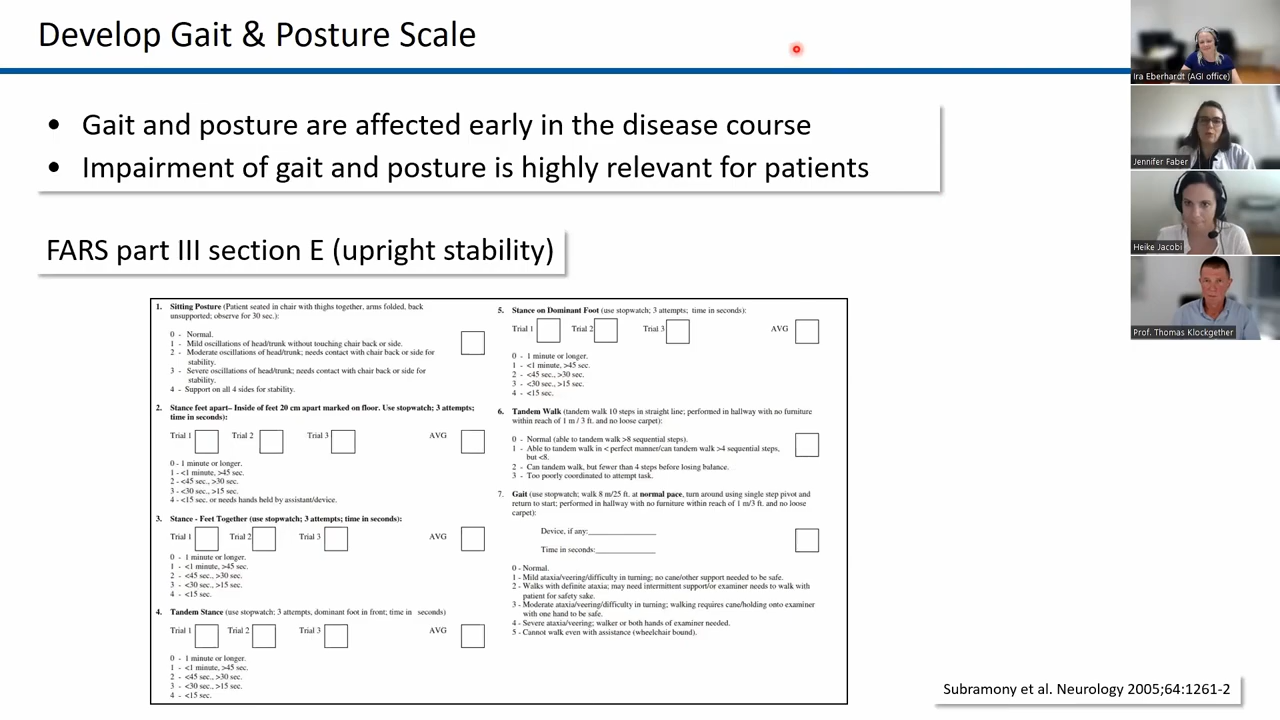 Develop Gait & Posture Scale
• Gait and posture are affected early in the disease course
• Impairment of gait and posture is highly relevant for patients
FARS part III section E (upright stability)
1. Sitting Posture (Patient seated in chair with thighs together, arms folded, back
unsupported; observe for 30 sec.):
0 - Normal.
1 - Mild oscillations of head/trunk without touching chair back or side.
2 - Moderate oscillations of head/trunk; needs contact with chair back or side for
stability.
3 - Severe oscillations of head/trunk; needs contact with chair back or side for
stability.
4 - Support on all 4 sides for stability.
2. Stance feet apart– Inside of feet 20 cm apart marked on floor. Use stopwatch; 3 attempts;
time in seconds):
Trial 1 Trial 2 Trial 3 AVG
0 - 1 minute or longer.
1 - <1 minute, >45 sec.
2 - <45 sec., >30 sec.
3 - <30 sec., >15 sec.
4 - <15 sec. or needs hands held by assistant/device.
3. Stance - Feet Together (use stopwatch; 3 attempts; time in seconds):
Trial 1 Trial 2 Trial 3 AVG
0 - 1 minute or longer.
1 - <1 minute, >45 sec.
2 - <45 sec., >30 sec.
3 - <30 sec., >15 sec.
4 - <15 sec.
4. Tandem Stance (use stopwatch; 3 attempts, dominant foot in front; time in seconds)
Trial 1 Trial 2 Trial 3 AVG
0 - 1 minute or longer.
1 - <1 minute, >45 sec.
2 - <45 sec., >30 sec.
3 - <30 sec., >15 sec.
4 - <15 sec.
5. Stance on Dominant Foot (use stopwatch; 3 attempts; time in seconds):
Trial 1 Trial 2 Trial 3 AVG
0 - 1 minute or longer.
1 - <1 minute, >45 sec.
2 - <45 sec., >30 sec.
3 - <30 sec., >15 sec.
4 - <15 sec.
6. Tandem Walk (tandem walk 10 steps in straight line; performed in hallway with no furniture
within reach of 1 m / 3 ft. and no loose carpet):
0 - Normal (able to tandem walk >8 sequential steps).
1 - Able to tandem walk in < perfect manner/can tandem walk >4 sequential steps,
but <8.
2 - Can tandem walk, but fewer than 4 steps before losing balance.
3 - Too poorly coordinated to attempt task.
7. Gait (use stopwatch; walk 8 m/25 ft. at normal pace, turn around using single step pivot and
return to start; performed in hallway with no furniture within reach of 1 m/3 ft. and no loose
carpet):
Device, if any:_______________
Time in seconds:_____________
0 - Normal.
1 - Mild ataxia/veering/difficulty in turning; no cane/other support needed to be safe.
2 - Walks with definite ataxia; may need intermittent support/or examiner needs to walk with
patient for safety sake.
3 - Moderate ataxia/veering/difficulty in turning; walking requires cane/holding onto examiner
with one hand to be safe.
4 - Severe ataxia/veering; walker or both hands of examiner needed.
5 - Cannot walk even with assistance (wheelchair bound).
Subramony et al. Neurology 2005;64:1261-2
Ira Eberhardt (AGI office)
Jennifer Faber
Heike Jacobi
Prof. Thomas Klockgether